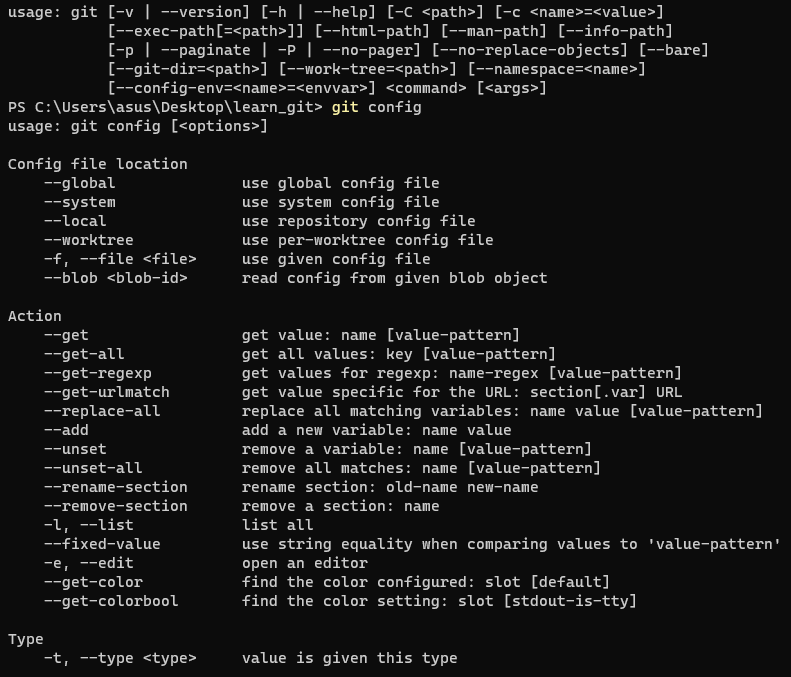 usage: git [-v | --version] [-h | --help] [-C <path>] [-c <name>=<value>]
           [--exec-path[=<path>]] [--html-path] [--man-path] [--info-path]
           [-p | --paginate | -P | --no-pager] [--no-replace-objects] [--bare]
           [--git-dir=<path>] [--work-tree=<path>] [--namespace=<name>]
           [--config-env=<name>=<envvar>] <command> [<args>]
PS C:\Users\asus\Desktop\learn_git> git config
usage: git config [<options>]

Config file location
    --global              use global config file
    --system              use system config file
    --local               use repository config file
    --worktree            use per-worktree config file
    -f, --file <file>     use given config file
    --blob <blob-id>      read config from given blob object

Action
    --get                 get value: name [value-pattern]
    --get-all             get all values: key [value-pattern]
    --get-regexp          get values for regexp: name-regex [value-pattern]
    --get-urlmatch        get value specific for the URL: section[.var] URL
    --replace-all         replace all matching variables: name value [value-pattern]
    --add                 add a new variable: name value
    --unset               remove a variable: name [value-pattern]
    --unset-all           remove all matches: name [value-pattern]
    --rename-section      rename section: old-name new-name
    --remove-section      remove a section: name
    -l, --list            list all
    --fixed-value         use string equality when comparing values to 'value-pattern'
    -e, --edit            open an editor
    --get-color           find the color configured: slot [default]
    --get-colorbool       find the color setting: slot [stdout-is-tty]

Type
    -t, --type <type>     value is given this type